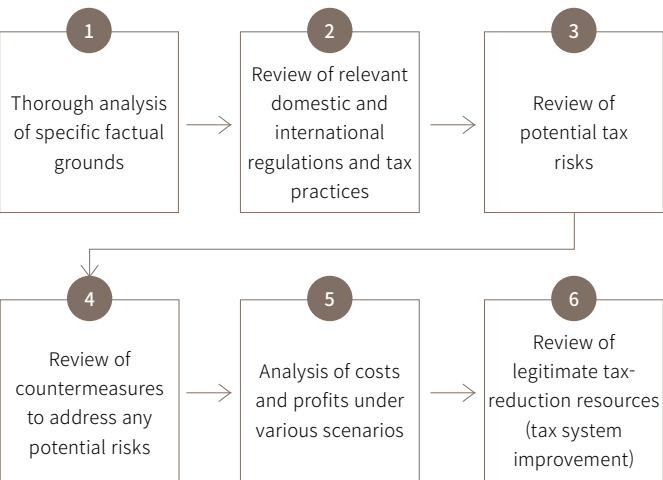 1
Thorough analysis
of specific factual
grounds
2
Review of relevant
domestic and
international
regulations and tax
practices
3
Review of
potential tax
risks
4
Review of
countermeasures
to address any
potential risks
5
Analysis of costs
and profits under
various scenarios
6
Review of
legitimate tax-
reduction resources
(tax system
improvement)